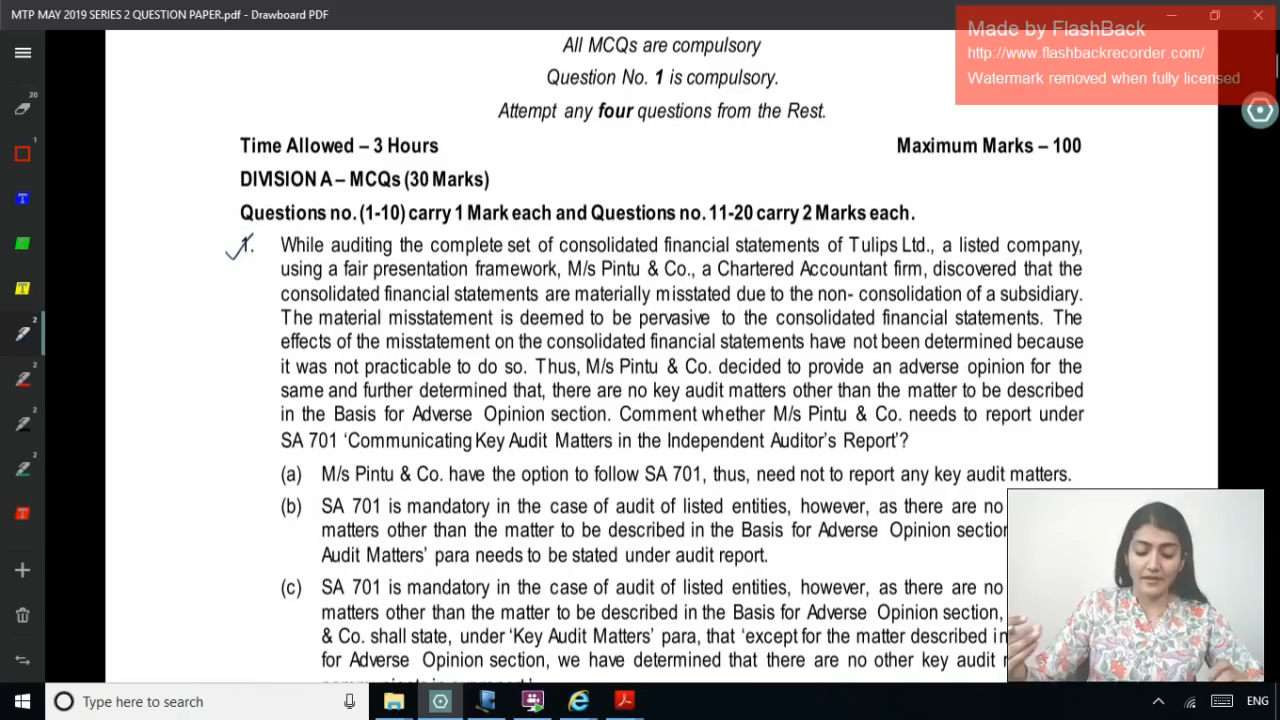 MTP MAY 2019 SERIES 2 QUESTION PAPER.pdf - Drawboard PDF
Made by FlashBack
http://www.flashbackrecorder.com/
Watermark removed when fully licensed
All MCQs are compulsory
Question No. 1 is compulsory.
Attempt any four questions from the Rest.
Time Allowed – 3 Hours Maximum Marks – 100
DIVISION A – MCQs (30 Marks)
Questions no. (1-10) carry 1 Mark each and Questions no. 11-20 carry 2 Marks each.
1. While auditing the complete set of consolidated financial statements of Tulips Ltd., a listed company,
using a fair presentation framework, M/s Pintu & Co., a Chartered Accountant firm, discovered that the
consolidated financial statements are materially misstated due to the non- consolidation of a subsidiary.
The material misstatement is deemed to be pervasive to the consolidated financial statements. The
effects of the misstatement on the consolidated financial statements have not been determined because
it was not practicable to do so. Thus, M/s Pintu & Co. decided to provide an adverse opinion for the
same and further determined that, there are no key audit matters other than the matter to be described
in the Basis for Adverse Opinion section. Comment whether M/s Pintu & Co. needs to report under
SA 701 ‘Communicating Key Audit Matters in the Independent Auditor’s Report’?
(a) M/s Pintu & Co. have the option to follow SA 701, thus, need not to report any key audit matters.
(b) SA 701 is mandatory in the case of audit of listed entities, however, as there are no
matters other than the matter to be described in the Basis for Adverse Opinion section
Audit Matters’ para needs to be stated under audit report.
(c) SA 701 is mandatory in the case of audit of listed entities, however, as there are no
matters other than the matter to be described in the Basis for Adverse Opinion section,
& Co. shall state, under ‘Key Audit Matters’ para, that ‘except for the matter described in
for Adverse Opinion section, we have determined that there are no other key audit
Type here to search
ENG